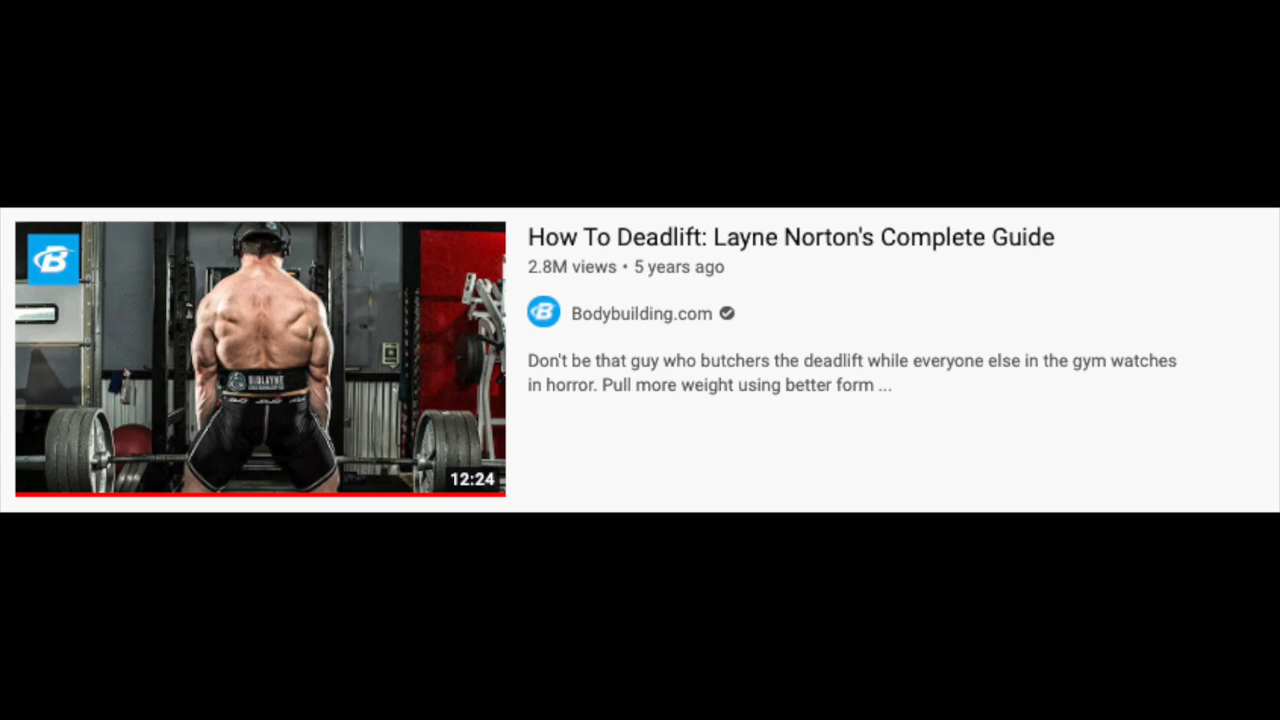 B
How To Deadlift: Layne Norton's Complete Guide
2.8M views • 5 years ago
B
Bodybuilding.com
Don't be that guy who butchers the deadlift while everyone else in the gym watches
in horror. Pull more weight using better form ...
BIOLAYNE
12:24